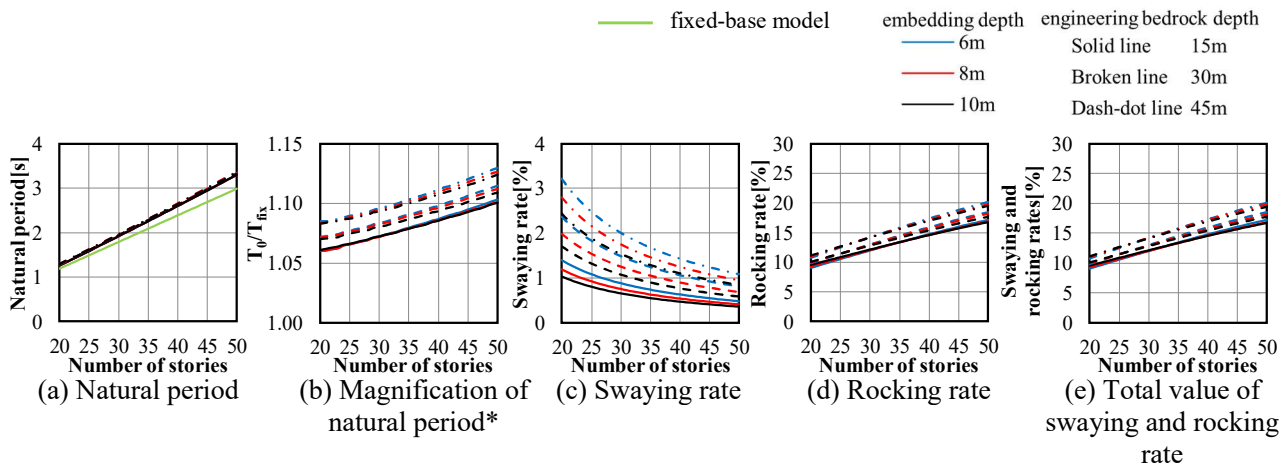 fixed-base model
embedding depth
6m
8m
10m
engineering bedrock depth
Solid line 15m
Broken line 30m
Dash-dot line 45m
Natural period[s]
4
3
2
1
0
20 25 30 35 40 45 50
Number of stories
(a) Natural period
T0/Tfix
1.15
1.10
1.05
1.00
20 25 30 35 40 45 50
Number of stories
(b) Magnification of
natural period*
Swaying rate[%]
4
3
2
1
0
20 25 30 35 40 45 50
Number of stories
(c) Swaying rate
Rocking rate[%]
30
25
20
15
10
5
0
20 25 30 35 40 45 50
Number of stories
(d) Rocking rate
Swaying and
rocking rates[%]
30
25
20
15
10
5
0
20 25 30 35 40 45 50
Number of stories
(e) Total value of
swaying and rocking
rate